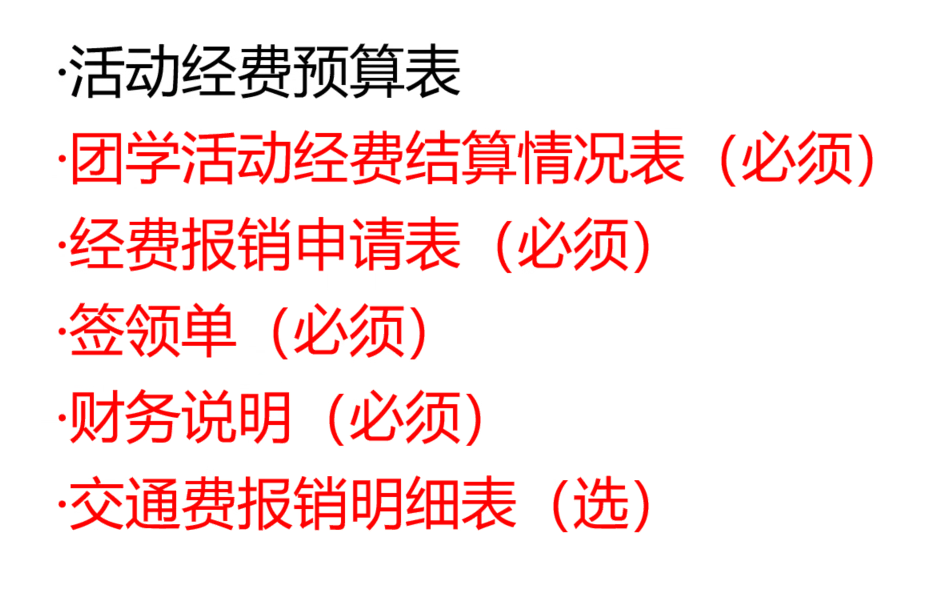 ·活动经费预算表
·团学活动经费结算情况表（必须）
·经费报销申请表（必须）
·签领单（必须）
·财务说明（必须）
·交通费报销明细表（选）